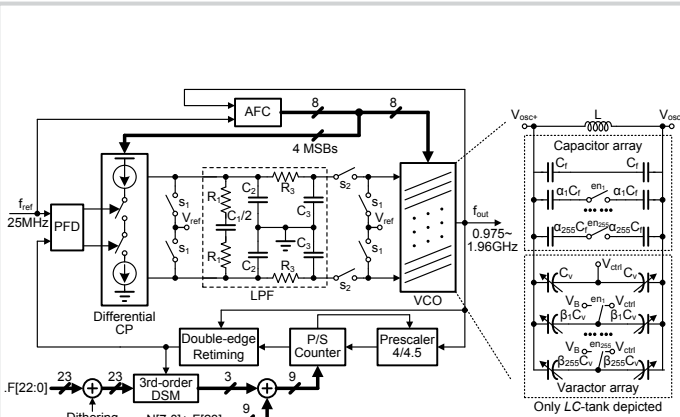 AFC
8
8
4 MSBs
f_ref
25MHz
PFD
Differential
CP
s₁
V_ref
s₁
R₁
C₁/2
R₁
C₂
C₂
R₃
R₃
C₃
C₃
LPF
s₂
s₂
s₁
V_ref
s₁
VCO
f_out
0.975~
1.96GHz
Double-edge
Retiming
P/S
Counter
Prescaler
4/4.5
.F[22:0]
23
23
3rd-order
DSM
3
9
9
Dithering
V_osc+
L
V_osc
Capacitor array
C_f
C_f
α₁C_f
en₁
α₁C_f
α₂₅₅C_f
en₂₅₅
α₂₅₅C_f
C_v
V_ctrl
C_v
V_B
en₁
V_ctrl
β₁C_v
β₁C_v
V_B
en₂₅₅
V_ctrl
β₂₅₅C_v
β₂₅₅C_v
Varactor array
Only LC-tank depicted